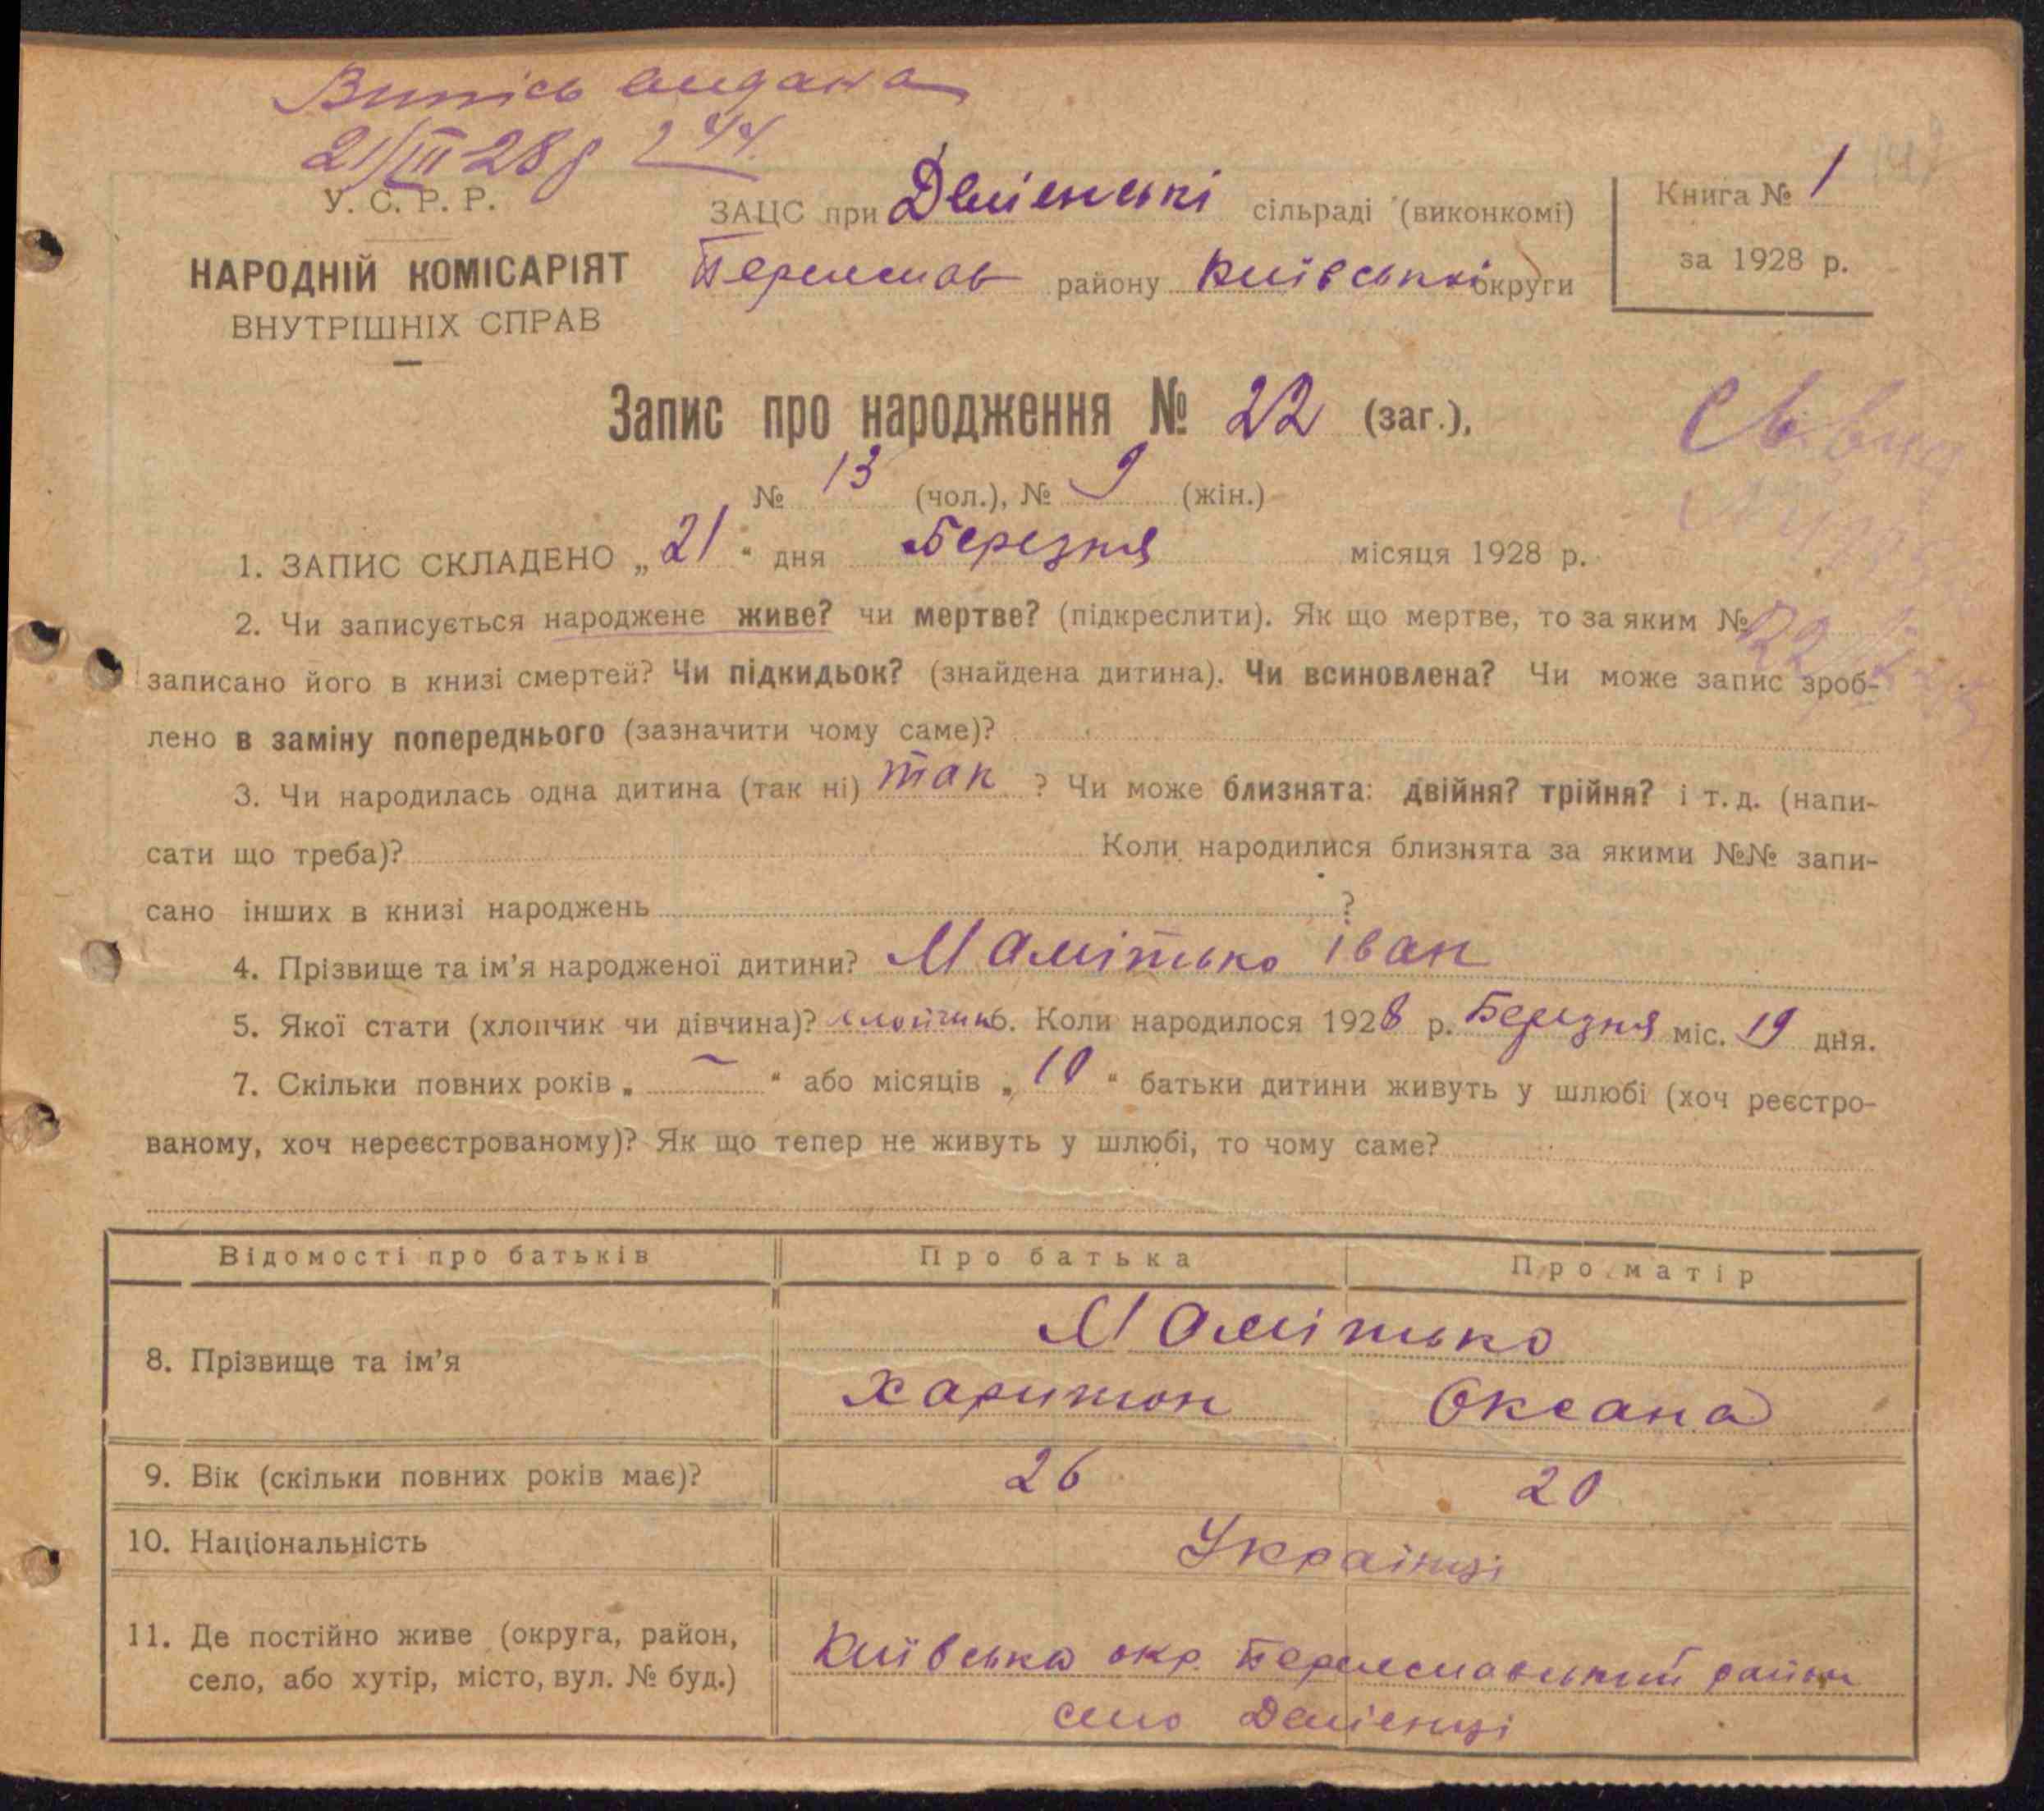 Випись видана
21/III 28 р 244.
У. С. Р. Р.
НАРОДНІЙ КОМІСАРІЯТ
ВНУТРІШНІХ СПРАВ
ЗАЦС при Демʼєнські сільраді (виконкомі)
Переяслав району Київської округи
Книга № 1
за 1928 р.
Запис про народження № 22 (заг.),
№ 13 (чол.), № 9 (жін.)
1. ЗАПИС СКЛАДЕНО „21“ дня Березня місяця 1928 р.
2. Чи записується народжене живе? чи мертве? (підкреслити). Як що мертве, то за яким №
записано його в книзі смертей? Чи підкидьок? (знайдена дитина). Чи всиновлена? Чи може запис зроб-
лено в заміну попереднього (зазначити чому саме)?
3. Чи народилась одна дитина (так ні) так ? Чи може близнята: двійня? трійня? і т. д. (напи-
сати що треба)? Коли народилися близнята за якими №№ запи-
сано інших в книзі народжень ?
4. Прізвище та ім'я народженої дитини? Мамітько Іван
5. Якої стати (хлопчик чи дівчина)? хлопчик 6. Коли народилося 1928 р. Березня міс. 19 дня.
7. Скільки повних років „ — “ або місяців „ 10 “ батьки дитини живуть у шлюбі (хоч реєстро-
ваному, хоч нереєстрованому)? Як що тепер не живуть у шлюбі, то чому саме?
Відомості про батьків Про батька Про матір
8. Прізвище та ім'я Мамітько
Харитон Оксана
9. Вік (скільки повних років має)? 26 20
10. Національність Українці
11. Де постійно живе (округа, район,
село, або хутір, місто, вул. № буд.)
Київська окр. Переяславський район
село